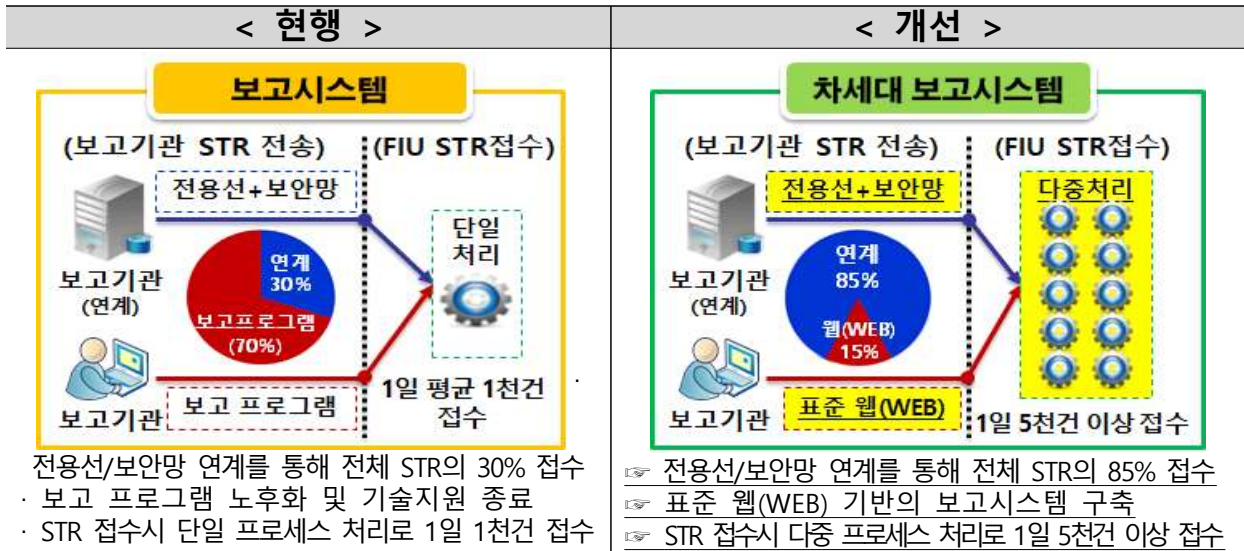 < 현행 >
보고시스템
(보고기관 STR 전송)
(FIU STR접수)
전용선+보안망
보고기관
(연계)
연계
30%
보고프로그램
(70%)
단일
처리
보고기관
보고 프로그램
1일 평균 1천건
접수
전용선/보안망 연계를 통해 전체 STR의 30% 접수
· 보고 프로그램 노후화 및 기술지원 종료
· STR 접수시 단일 프로세스 처리로 1일 1천건 접수
< 개선 >
차세대 보고시스템
(보고기관 STR 전송)
(FIU STR접수)
전용선+보안망
다중처리
보고기관
(연계)
연계
85%
웹(WEB)
15%
보고기관
표준 웹(WEB)
1일 5천건 이상 접수
☞ 전용선/보안망 연계를 통해 전체 STR의 85% 접수
☞ 표준 웹(WEB) 기반의 보고시스템 구축
☞ STR 접수시 다중 프로세스 처리로 1일 5천건 이상 접수